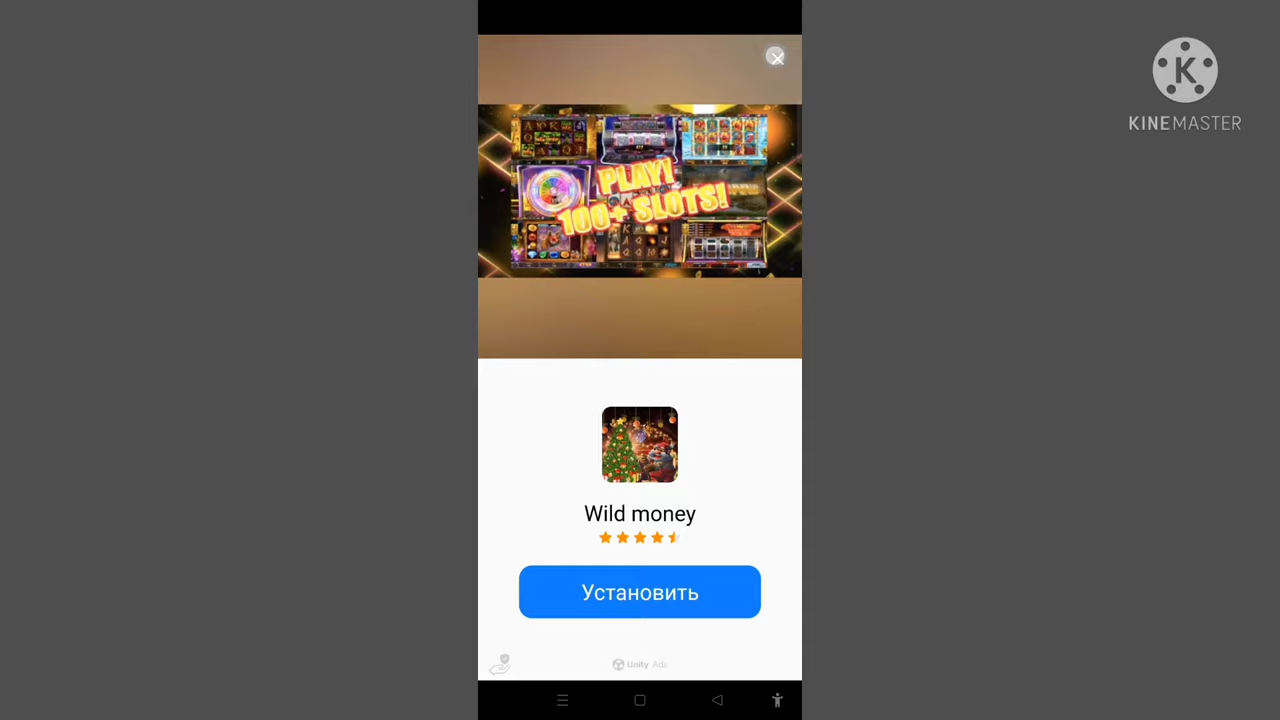 K
KINEMASTER
PLAY!
100+ SLOTS!
Wild money
Установить
Unity Ads